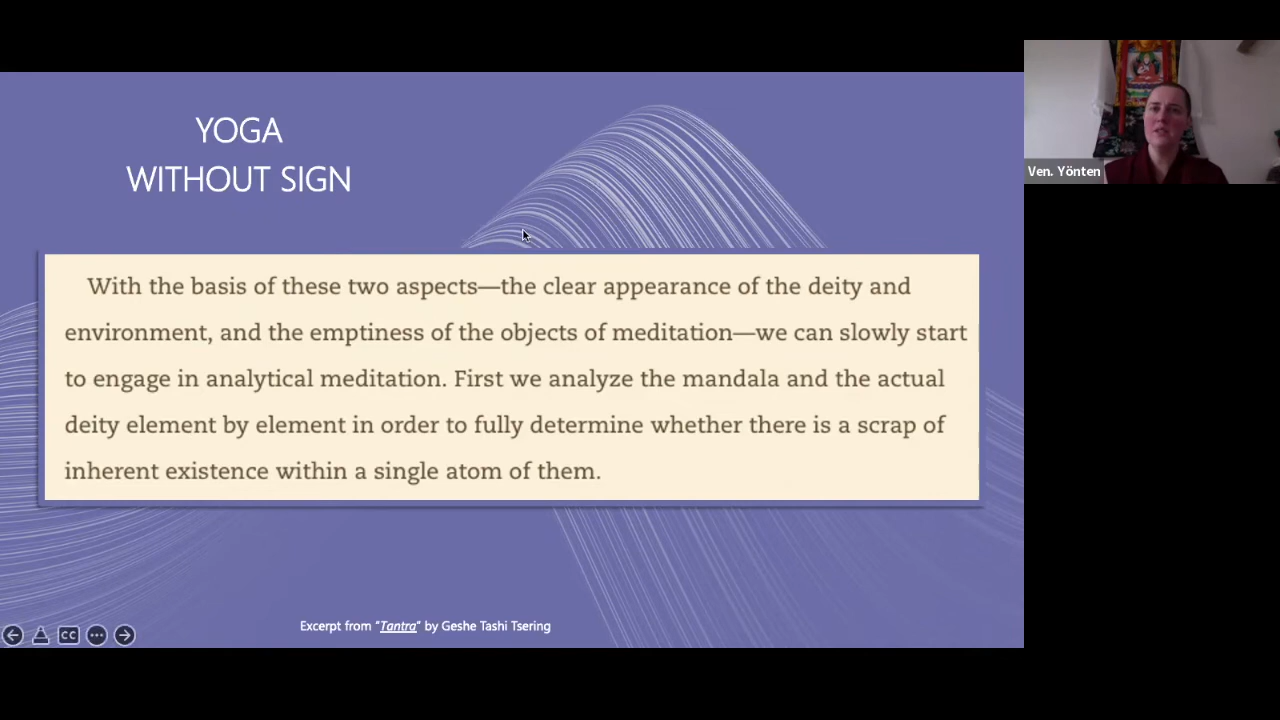 YOGA
WITHOUT SIGN
With the basis of these two aspects—the clear appearance of the deity and
environment, and the emptiness of the objects of meditation—we can slowly start
to engage in analytical meditation. First we analyze the mandala and the actual
deity element by element in order to fully determine whether there is a scrap of
inherent existence within a single atom of them.
Excerpt from “Tantra” by Geshe Tashi Tsering
CC
Ven. Yönten